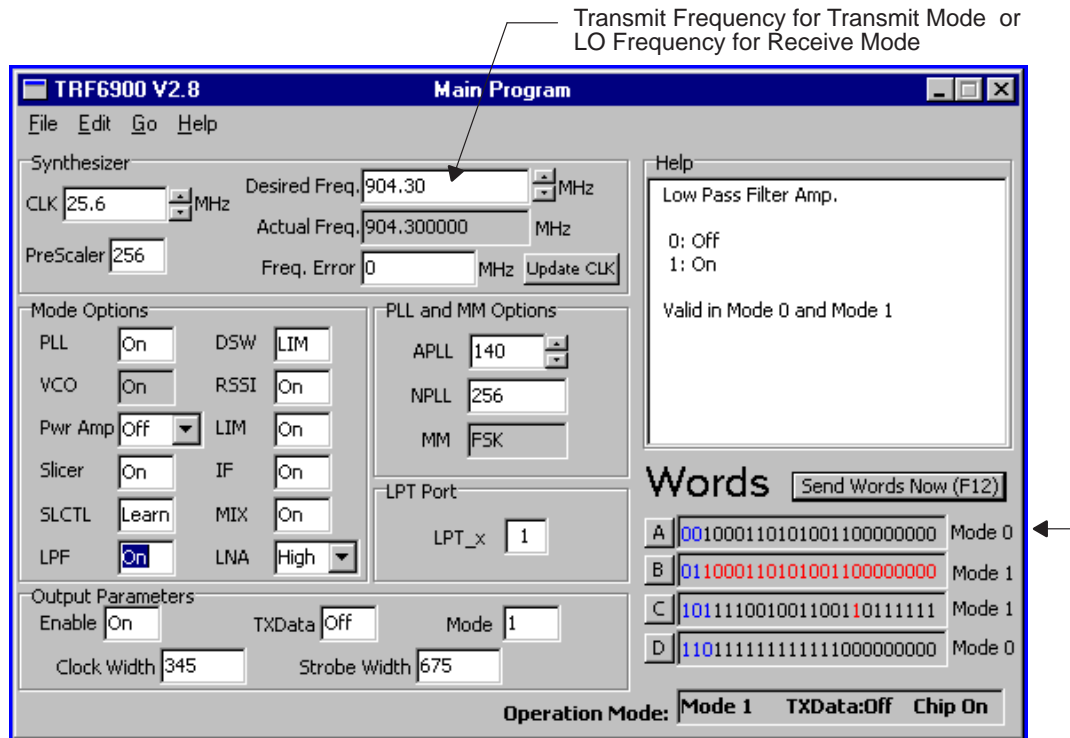 Transmit Frequency for Transmit Mode or
LO Frequency for Receive Mode
TRF6900 V2.8 Main Program
File Edit Go Help
Synthesizer
CLK 25.6 MHz
Desired Freq. 904.30 MHz
Actual Freq. 904.300000 MHz
PreScaler 256
Freq. Error 0 MHz Update CLK
Mode Options
PLL On DSW LIM
VCO On RSSI On
Pwr Amp Off LIM On
Slicer On IF On
SLCTL Learn MIX On
LPF On LNA High
PLL and MM Options
APLL 140
NPLL 256
MM FSK
LPT Port
LPT_x 1
Output Parameters
Enable On TXData Off Mode 1
Clock Width 345 Strobe Width 675
Help
Low Pass Filter Amp.
0: Off
1: On
Valid in Mode 0 and Mode 1
Words Send Words Now (F12)
A 001000110101001100000000 Mode 0
B 011000110101001100000000 Mode 1
C 101111001001100110111111 Mode 1
D 110111111111111000000000 Mode 0
Operation Mode: Mode 1 TXData:Off Chip On